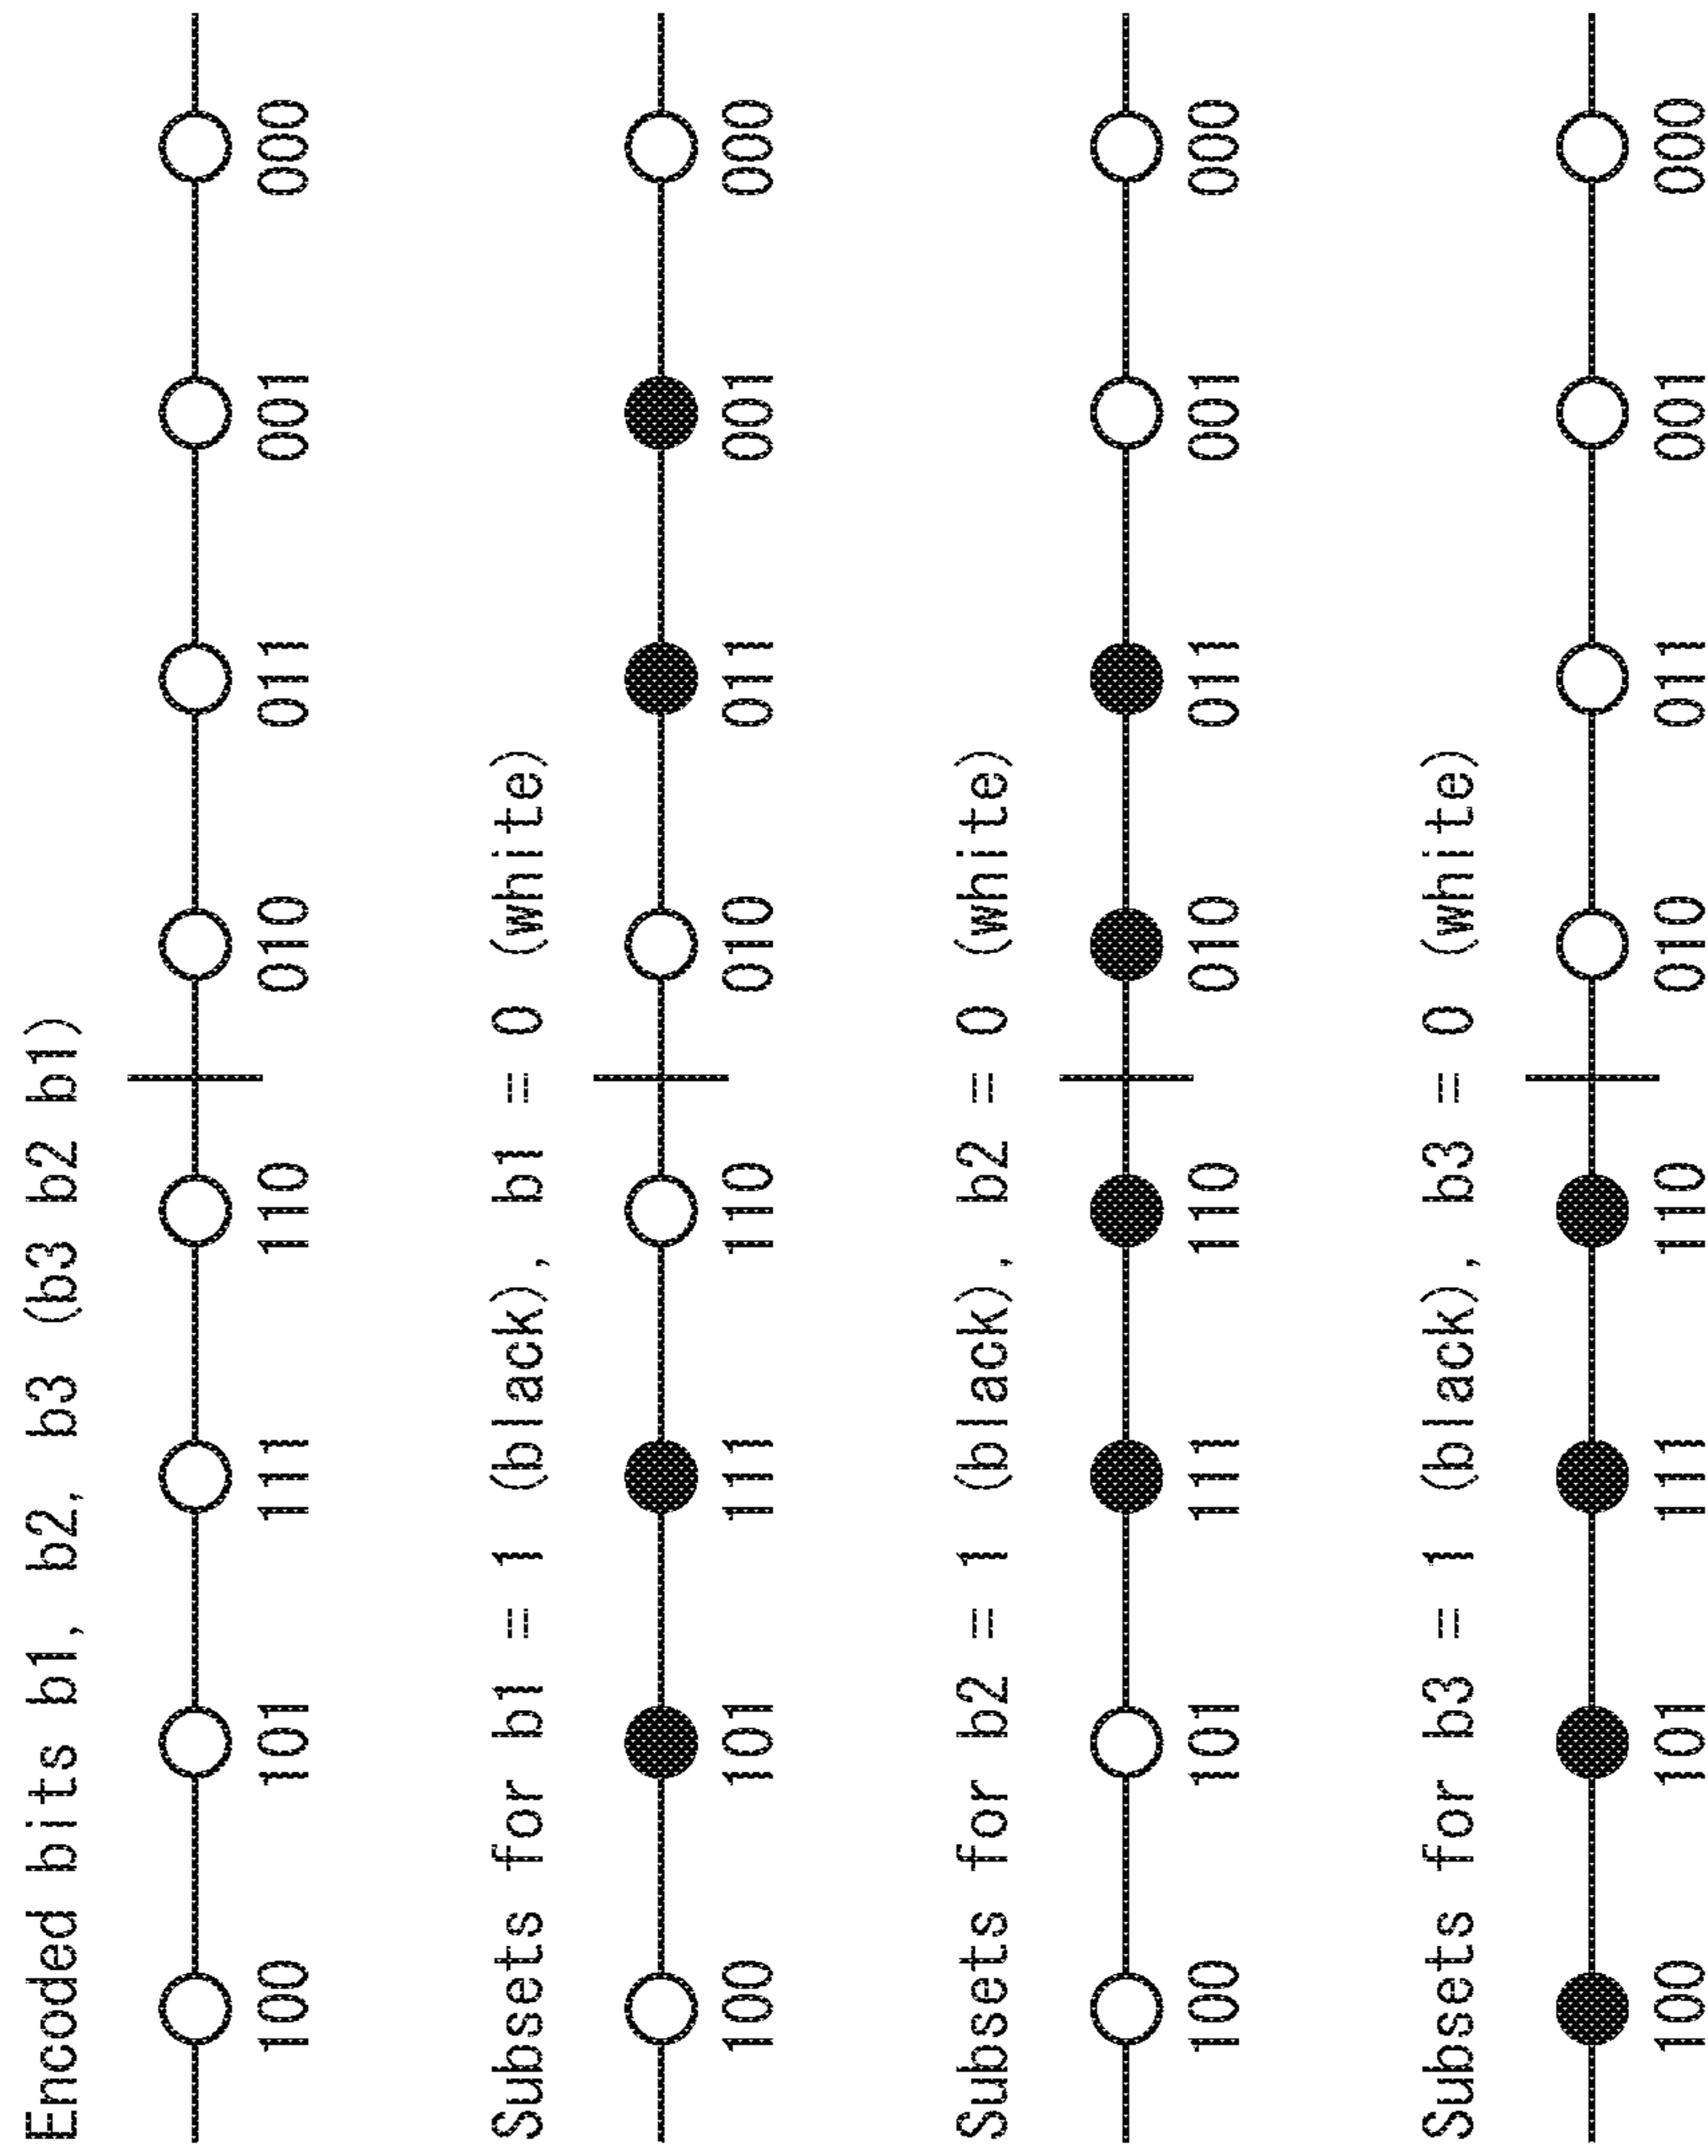 Encoded bits b1, b2, b3 (b3 b2 b1)
100 101 111 110 010 011 001 000
Subsets for b1 = 1 (black), b1 = 0 (white)
100 101 111 110 010 011 001 000
Subsets for b2 = 1 (black), b2 = 0 (white)
100 101 111 110 010 011 001 000
Subsets for b3 = 1 (black), b3 = 0 (white)
100 101 111 110 010 011 001 000